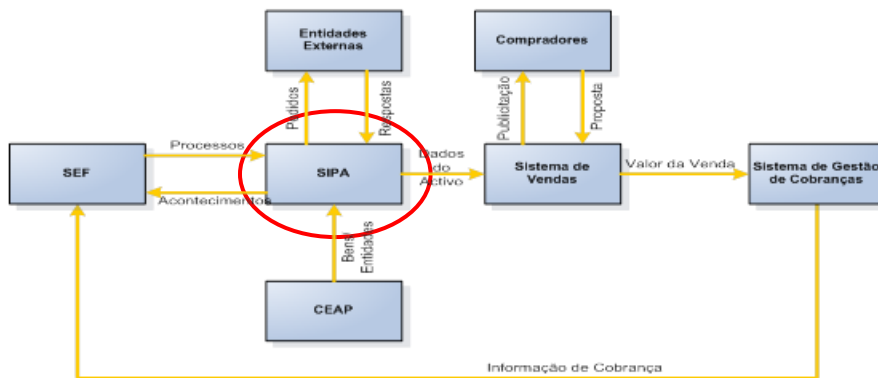 Entidades
Externas
Compradores
Pedidos
Respostas
Publicitação
Proposta
Processos
SEF
SIPA
Dados
do
Activo
Sistema de
Vendas
Valor da Venda
Sistema de Gestão
de Cobranças
Acontecimentos
Bens/
Entidades
CEAP
Informação de Cobrança